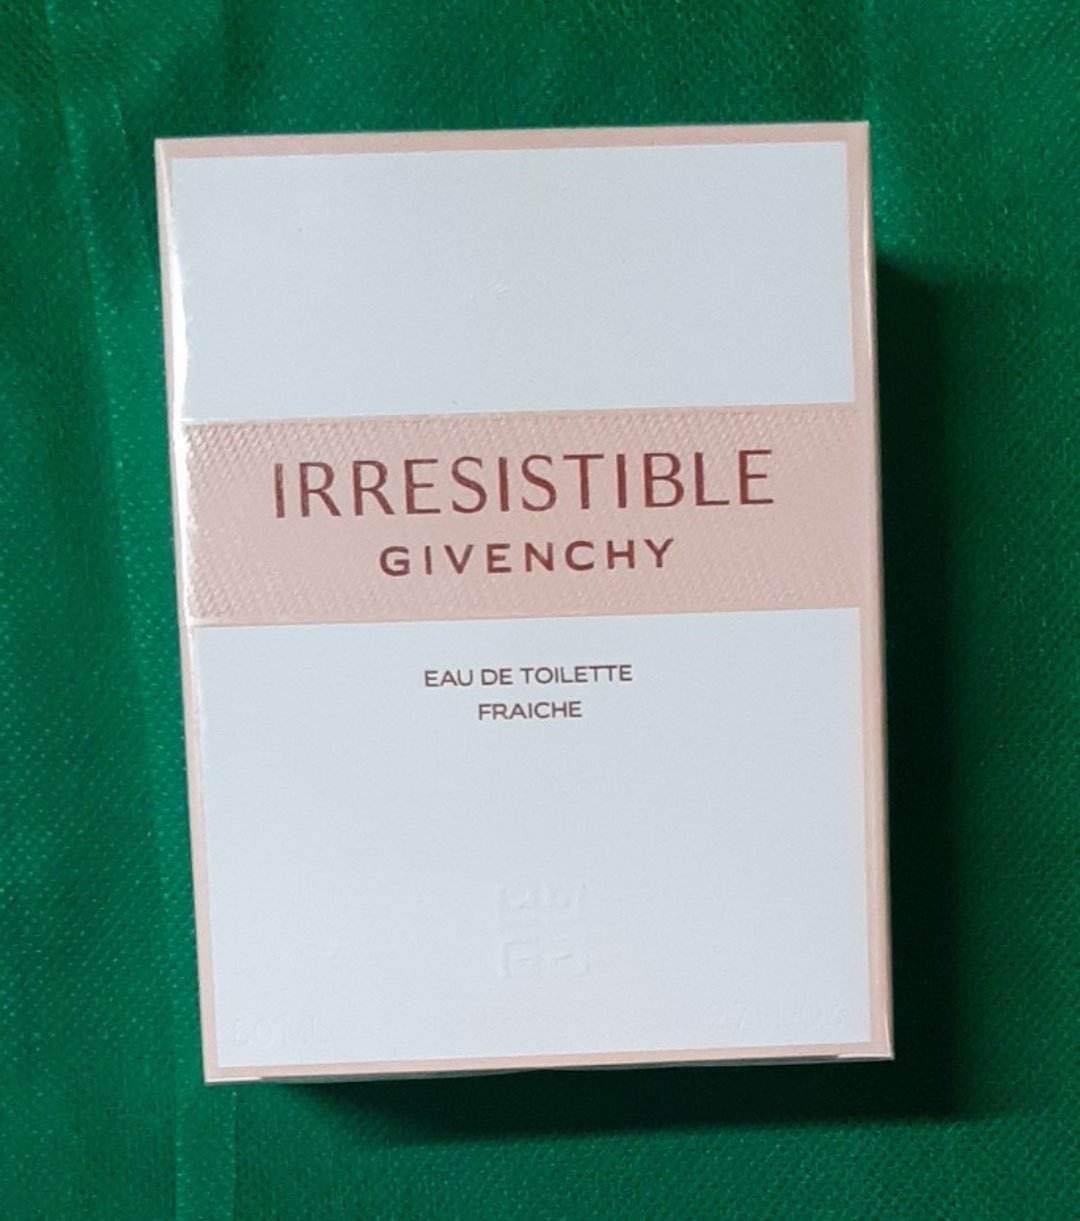 IRRESISTIBLE
GIVENCHY
EAU DE TOILETTE
FRAICHE